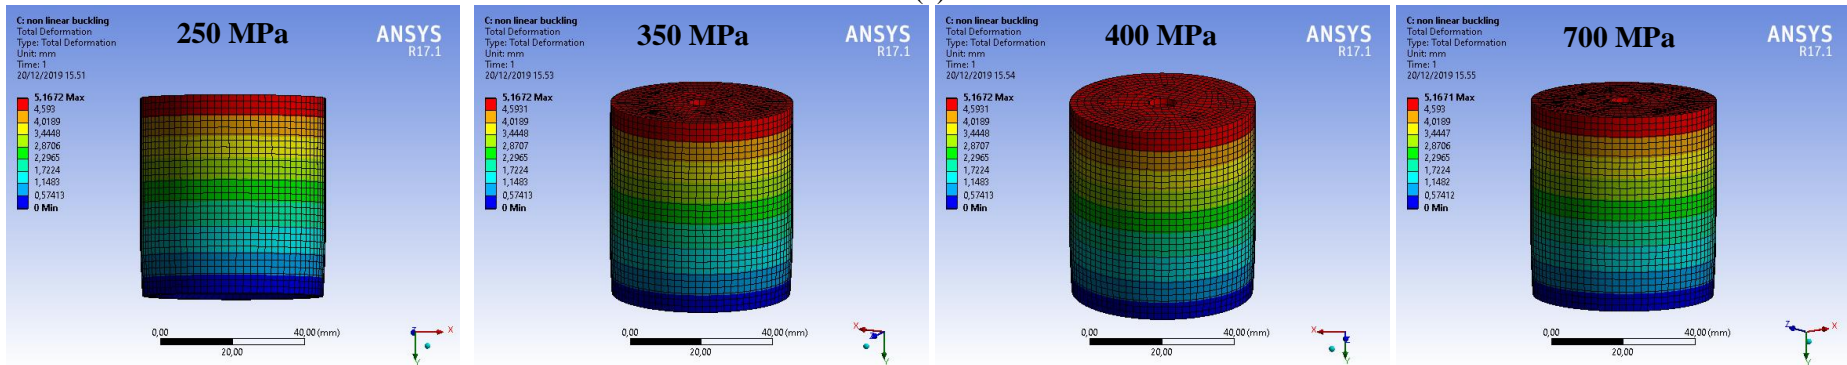 C: non linear buckling
Total Deformation
Type: Total Deformation
Unit: mm
Time: 1
20/12/2019 15.51
250 MPa
ANSYS
R17.1
5,1672 Max
4,593
4,0189
3,4448
2,8706
2,2965
1,7224
1,1483
0,57413
0 Min
0,00
40,00 (mm)
20,00
X
Y
Z
C: non linear buckling
Total Deformation
Type: Total Deformation
Unit: mm
Time: 1
20/12/2019 15.53
350 MPa
ANSYS
R17.1
5,1672 Max
4,5931
4,0189
3,4448
2,8707
2,2965
1,7224
1,1483
0,57413
0 Min
0,00
40,00 (mm)
20,00
X
Z
Y
C: non linear buckling
Total Deformation
Type: Total Deformation
Unit: mm
Time: 1
20/12/2019 15.54
400 MPa
ANSYS
R17.1
5,1672 Max
4,5931
4,0189
3,4448
2,8707
2,2965
1,7224
1,1483
0,57413
0 Min
0,00
40,00 (mm)
20,00
X
Z
Y
C: non linear buckling
Total Deformation
Type: Total Deformation
Unit: mm
Time: 1
20/12/2019 15.55
700 MPa
ANSYS
R17.1
5,1671 Max
4,593
4,0189
3,4447
2,8706
2,2965
1,7224
1,1482
0,57412
0 Min
0,00
40,00 (mm)
20,00
Z
X
Y